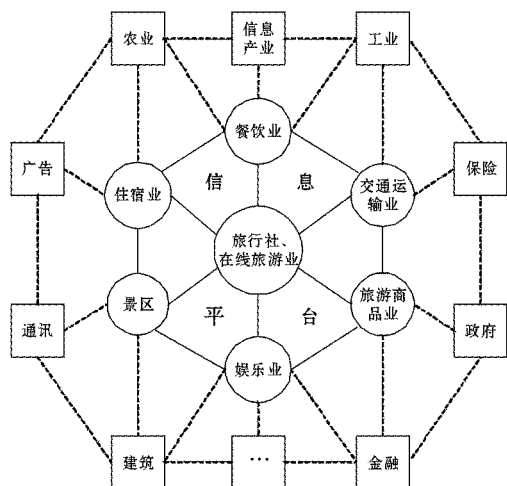 农业
信息
产业
工业
餐饮业
广告
住宿业
信
息
交通运
输业
保险
旅行社、
在线旅游业
通讯
景区
平
台
旅游商
品业
政府
娱乐业
建筑
…
金融